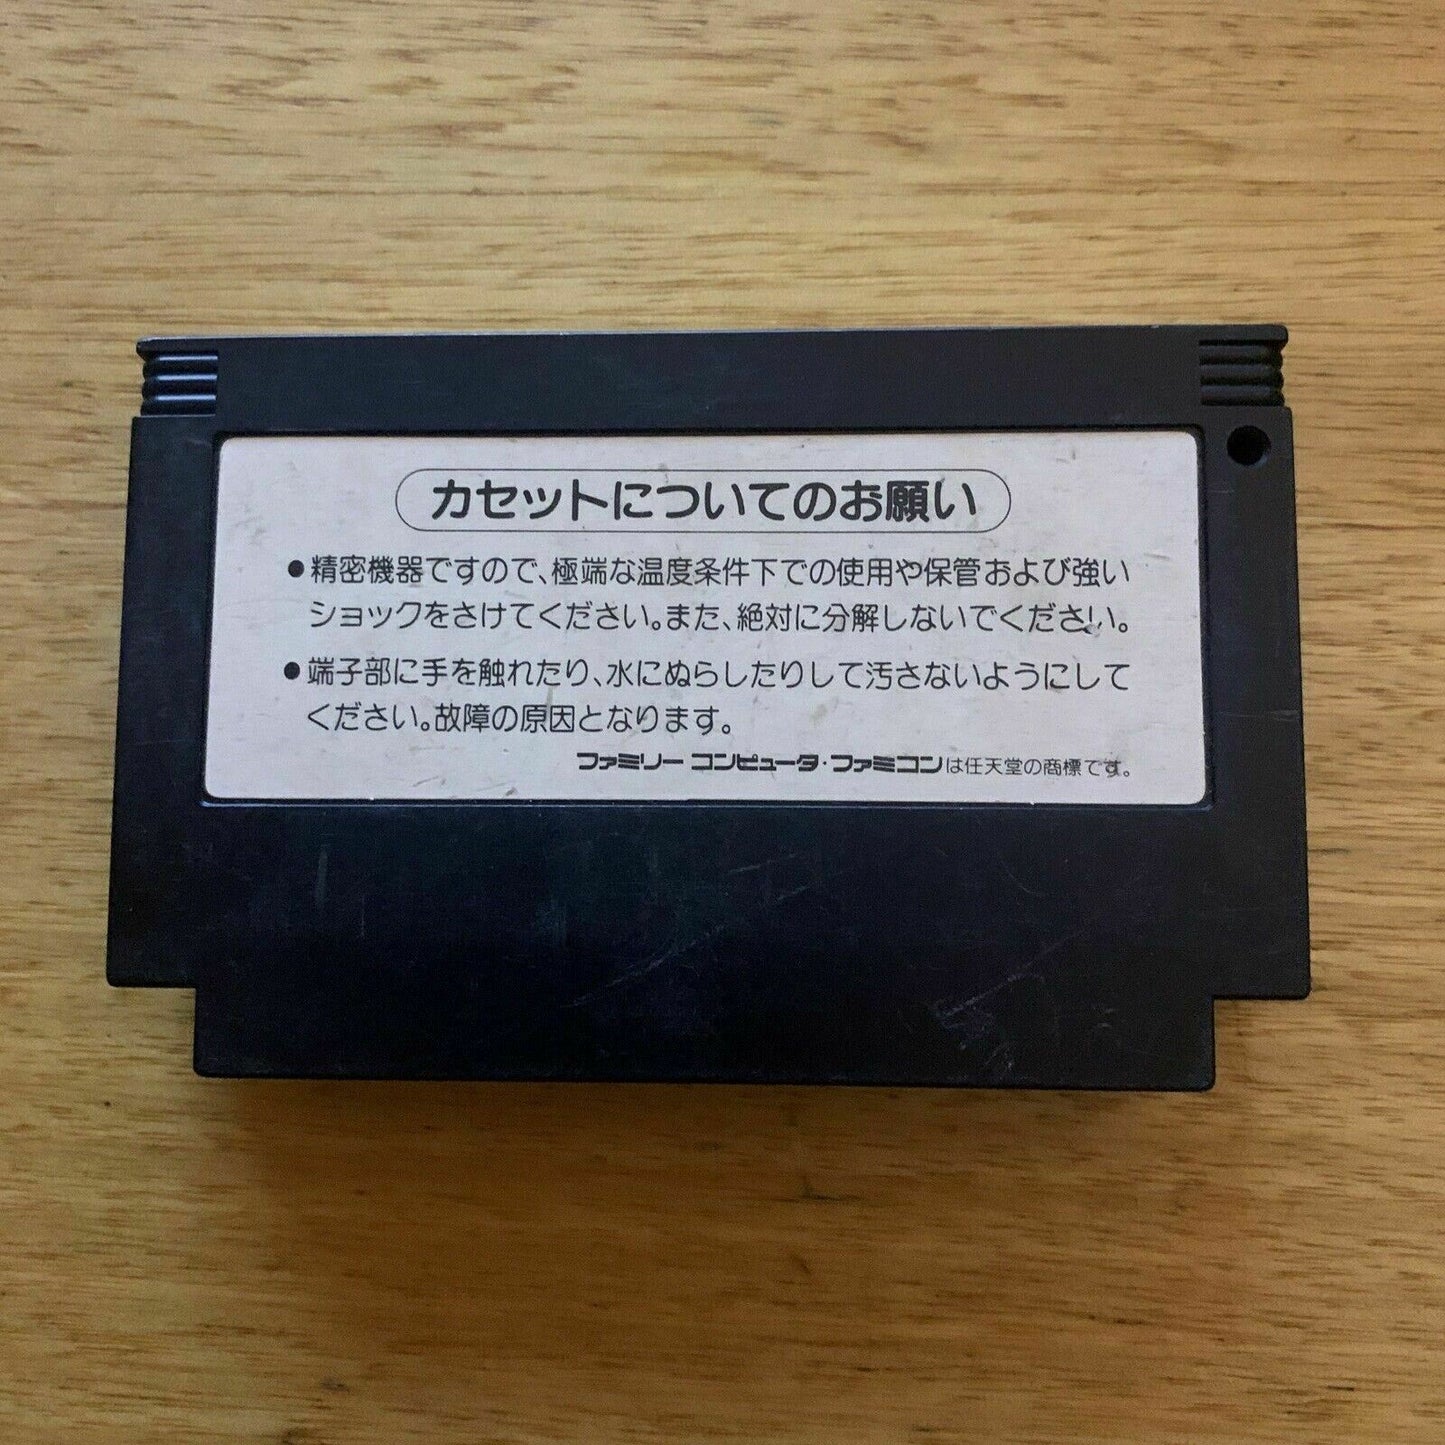 カセットについてのお願い
●精密機器ですので、極端な温度条件下での使用や保管および強い
ショックをさけてください。また、絶対に分解しないでください。
●端子部に手を触れたり、水にぬらしたりして汚さないようにして
ください。故障の原因となります。
ファミリー コンピュータ・ファミコンは任天堂の商標です。